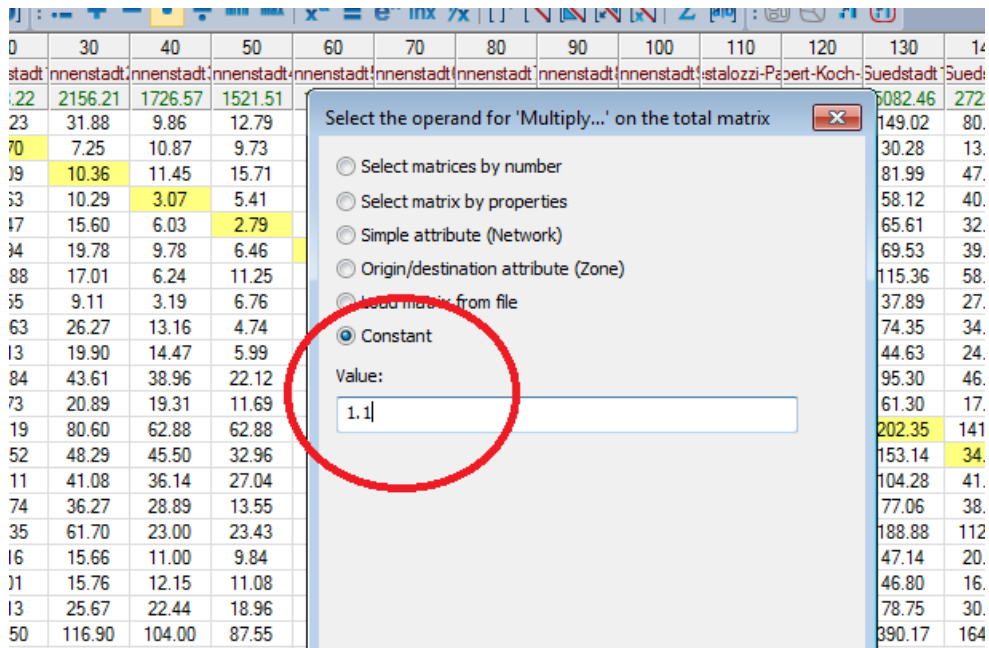 30 40 50 60 70 80 90 100 110 120 130
2156.21 1726.57 1521.51
31.88 9.86 12.79 149.02
7.25 10.87 9.73 30.28
10.36 11.45 15.71 81.99
10.29 3.07 5.41 58.12
15.60 6.03 2.79 65.61
19.78 9.78 6.46 69.53
17.01 6.24 11.25 115.36
9.11 3.19 6.76 37.89
26.27 13.16 4.74 74.35
19.90 14.47 5.99 44.63
43.61 38.96 22.12 95.30
20.89 19.31 11.69 61.30
80.60 62.88 62.88 202.35
48.29 45.50 32.96 153.14
41.08 36.14 27.04 104.28
36.27 28.89 13.55 77.06
61.70 23.00 23.43 188.88
15.66 11.00 9.84 47.14
15.76 12.15 11.08 46.80
25.67 22.44 18.96 78.75
116.90 104.00 87.55 390.17
Select the operand for 'Multiply...' on the total matrix
Select matrices by number
Select matrix by properties
Simple attribute (Network)
Origin/destination attribute (Zone)
Load matrix from file
Constant
Value:
1.1